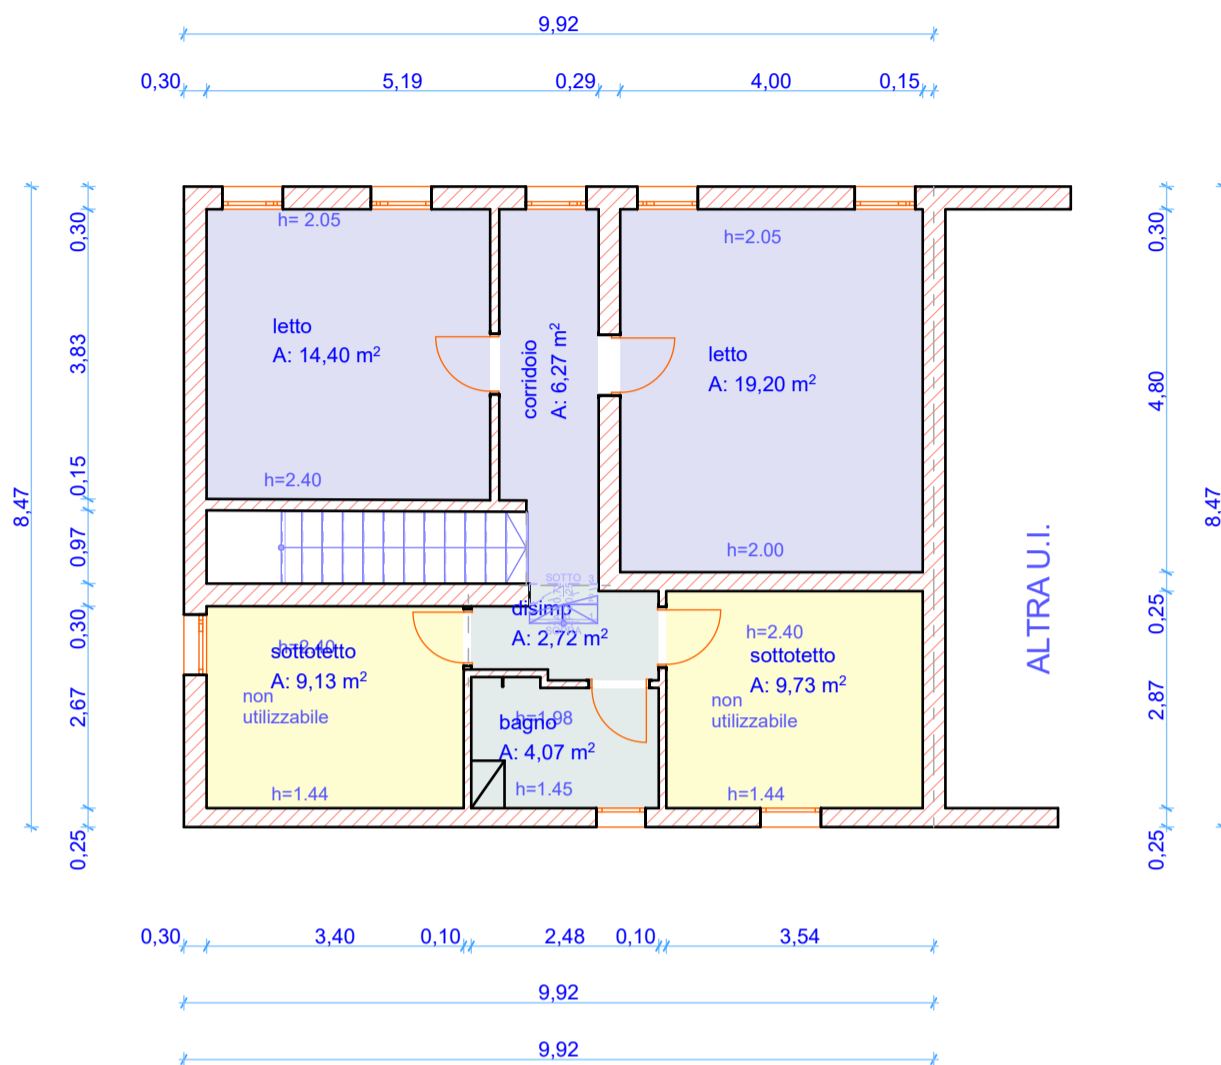 9,92
0,30 5,19 0,29 4,00 0,15
h= 2.05
h=2.05
letto
A: 14,40 m²
corridoio
A: 6,27 m²
letto
A: 19,20 m²
h=2.40
h=2.00
0,30
3,83
0,15
0,97
0,30
2,67
0,25
8,47
0,30
4,80
0,25
2,87
0,25
8,47
ALTRA U.I.
SOTTO
disimp
A: 2,72 m²
h=2.40
sottotetto
A: 9,13 m²
non
utilizzabile
h=1.44
h=1.98
bagno
A: 4,07 m²
h=1.45
h=2.40
sottotetto
A: 9,73 m²
non
utilizzabile
h=1.44
0,30 3,40 0,10 2,48 0,10 3,54
9,92
9,92